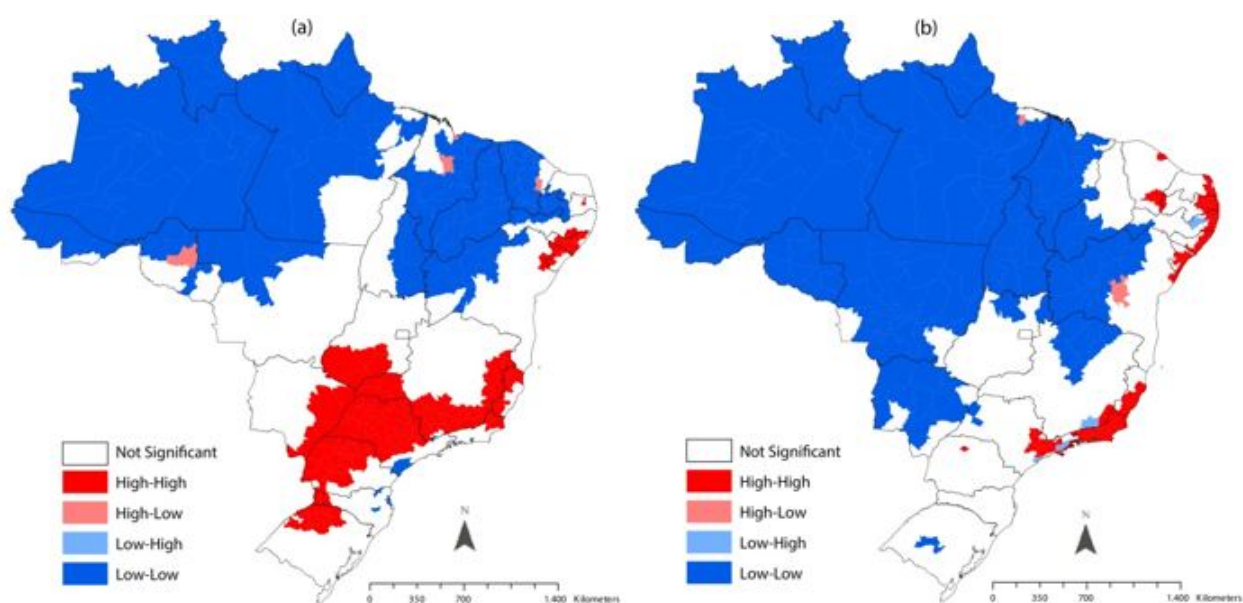 (a)
Not Significant
High-High
High-Low
Low-High
Low-Low
N
0 350 700 1.400 Kilometers
(b)
Not Significant
High-High
High-Low
Low-High
Low-Low
N
0 350 700 1.400 Kilometers